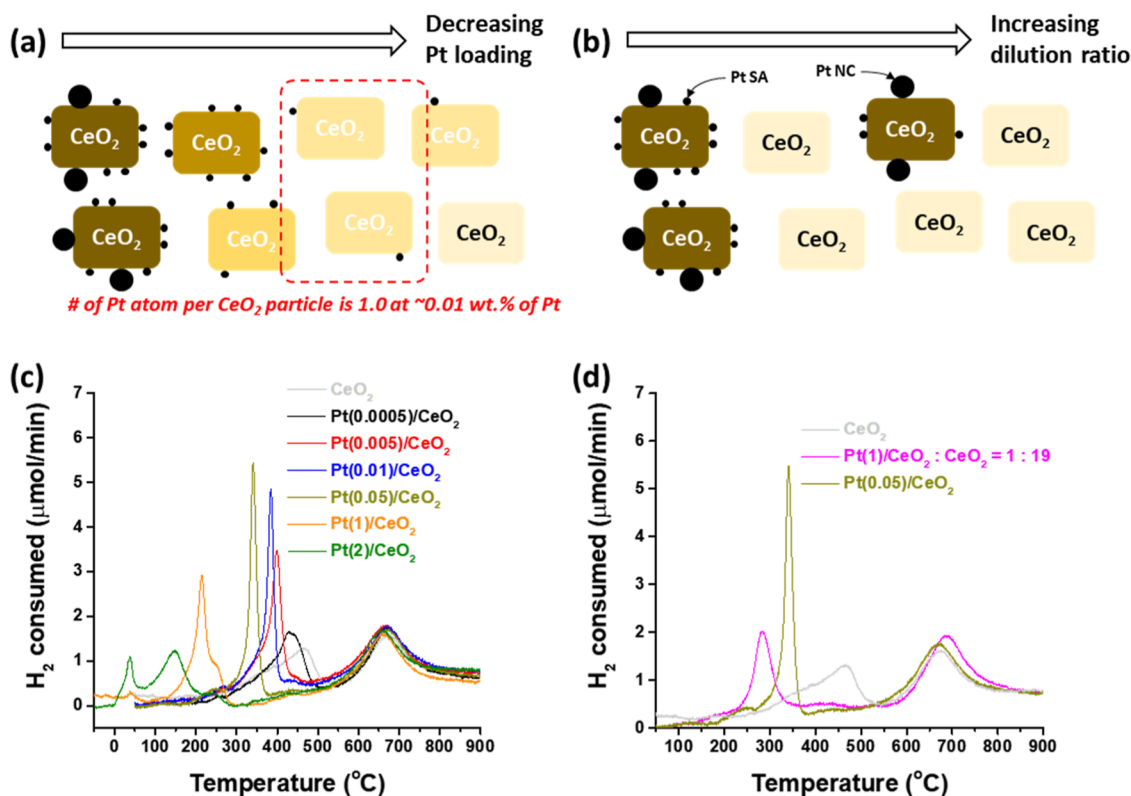 (a)
Decreasing
Pt loading
CeO₂ CeO₂ CeO₂ CeO₂
CeO₂ CeO₂ CeO₂ CeO₂
# of Pt atom per CeO₂ particle is 1.0 at ~0.01 wt.% of Pt
(b)
Increasing
dilution ratio
Pt SA
Pt NC
CeO₂ CeO₂ CeO₂ CeO₂
CeO₂ CeO₂ CeO₂ CeO₂
(c)
7
6
5
4
3
2
1
0
H₂ consumed (μmol/min)
CeO₂
Pt(0.0005)/CeO₂
Pt(0.005)/CeO₂
Pt(0.01)/CeO₂
Pt(0.05)/CeO₂
Pt(1)/CeO₂
Pt(2)/CeO₂
0 100 200 300 400 500 600 700 800 900
Temperature (°C)
(d)
7
6
5
4
3
2
1
0
H₂ consumed (μmol/min)
CeO₂
Pt(1)/CeO₂ : CeO₂ = 1 : 19
Pt(0.05)/CeO₂
100 200 300 400 500 600 700 800 900
Temperature (°C)